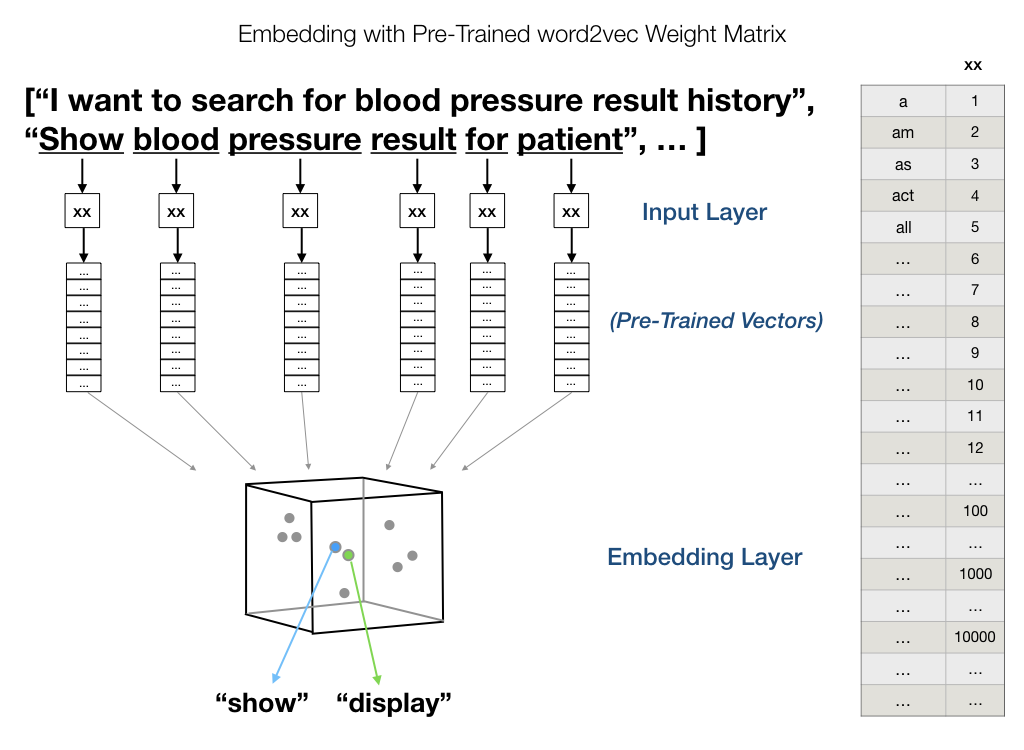 Embedding with Pre-Trained word2vec Weight Matrix
[“I want to search for blood pressure result history”,
“Show blood pressure result for patient”, … ]
xx xx xx xx xx xx
Input Layer
... ... ... ... ... ...
... ... ... ... ... ...
... ... ... ... ... ...
... ... ... ... ... ...
... ... ... ... ... ...
... ... ... ... ... ...
... ... ... ... ... ...
... ... ... ... ... ...
(Pre-Trained Vectors)
Embedding Layer
“show” “display”
xx
a 1
am 2
as 3
act 4
all 5
… 6
… 7
… 8
… 9
… 10
… 11
… 12
… …
… 100
… …
… 1000
… …
… 10000
… …
… …